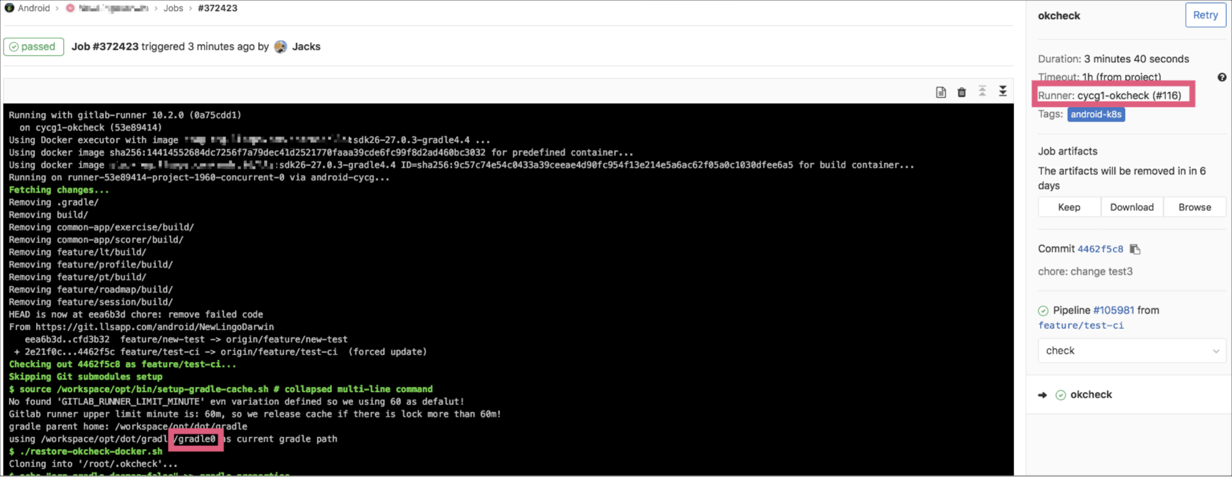 Android > > Jobs > #372423
passed Job #372423 triggered 3 minutes ago by Jacks
Running with gitlab-runner 10.2.0 (0a75cdd1)
on cycg1-okcheck (53e89414)
Using Docker executor with image sdk26-27.0.3-gradle4.4 ...
Using docker image sha256:14414552684dc7256f7a79dec41d2521770faaa39cde6fc99f8d2ad460bc3032 for predefined container...
Using docker image :sdk26-27.0.3-gradle4.4 ID=sha256:9c57c74e54c0433a39ceeae4d90fc954f13e214e5a6ac62f05a0c1030dfee6a5 for build container...
Running on runner-53e89414-project-1960-concurrent-0 via android-cycg...
Fetching changes...
Removing .gradle/
Removing build/
Removing common-app/exercise/build/
Removing common-app/scorer/build/
Removing feature/lt/build/
Removing feature/profile/build/
Removing feature/pt/build/
Removing feature/roadmap/build/
Removing feature/session/build/
HEAD is now at eea6b3d chore: remove failed code
From https://git.llsapp.com/android/NewLingoDarwin
eea6b3d..cfd3b32 feature/new-test -> origin/feature/new-test
+ 2e21f0c...4462f5c feature/test-ci -> origin/feature/test-ci (forced update)
Checking out 4462f5c8 as feature/test-ci...
Skipping Git submodules setup
$ source /workspace/opt/bin/setup-gradle-cache.sh # collapsed multi-line command
No found 'GITLAB_RUNNER_LIMIT_MINUTE' evn variation defined so we using 60 as defalut!
Gitlab runner upper limit minute is: 60m, so we release cache if there is lock more than 60m!
gradle parent home: /workspace/opt/dot/gradle
using /workspace/opt/dot/gradle/gradle0 as current gradle path
$ ./restore-okcheck-docker.sh
Cloning into '/root/.okcheck'...
okcheck
Retry
Duration: 3 minutes 40 seconds
Timeout: 1h (from project)
Runner: cycg1-okcheck (#116)
Tags: android-k8s
Job artifacts
The artifacts will be removed in in 6
days
Keep Download Browse
Commit 4462f5c8
chore: change test3
Pipeline #105981 from
feature/test-ci
check
okcheck